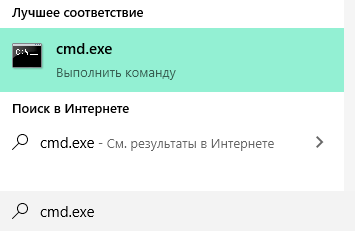 Лучшее соответствие
cmd.exe
Выполнить команду
Поиск в Интернете
cmd.exe - См. результаты в Интернете
cmd.exe